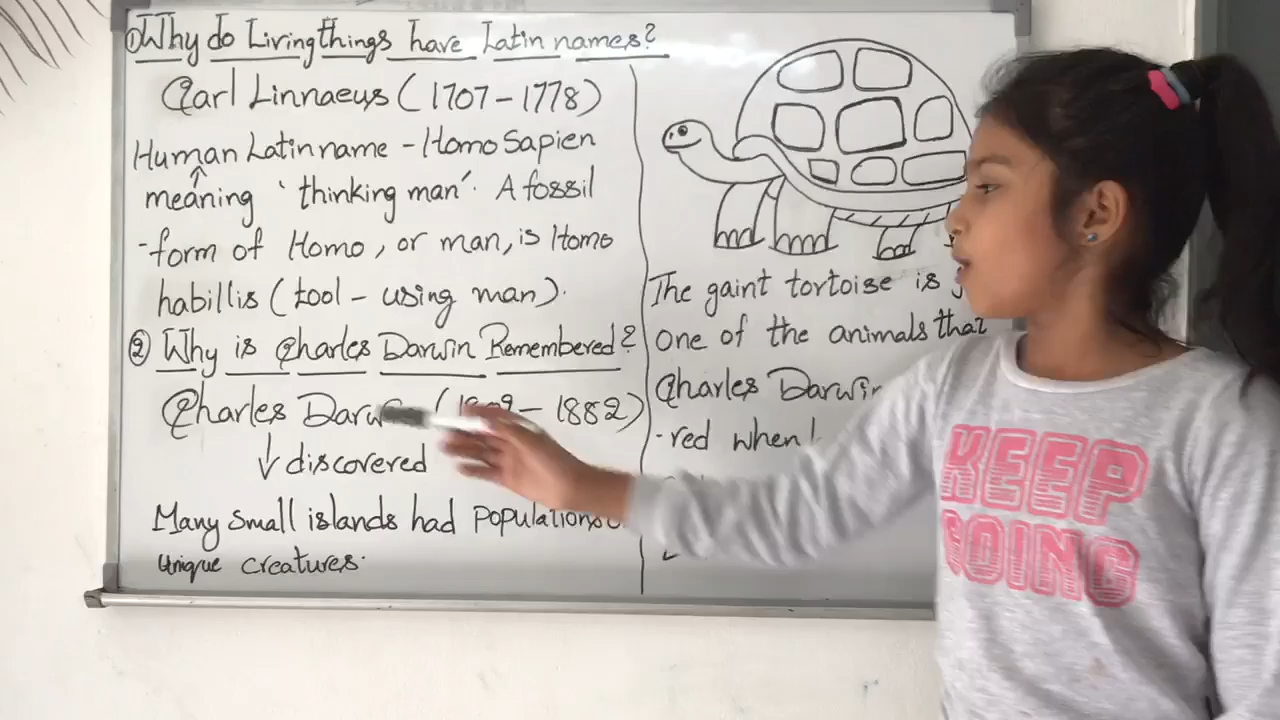 ① Why do Living things have Latin names?
Carl Linnaeus (1707 - 1778)
Human Latin name - Homo Sapien
meaning 'thinking man'. A fossil
-form of Homo, or man, is Homo
habillis (tool - using man).
② Why is Charles Darwin Remembered?
Charles ( - 1882)
↓ discovered
Many small islands had populations
unique creatures.
The gaint tortoise is
one of the animals that
Charles Darwin
-red when
KEEP
GOING